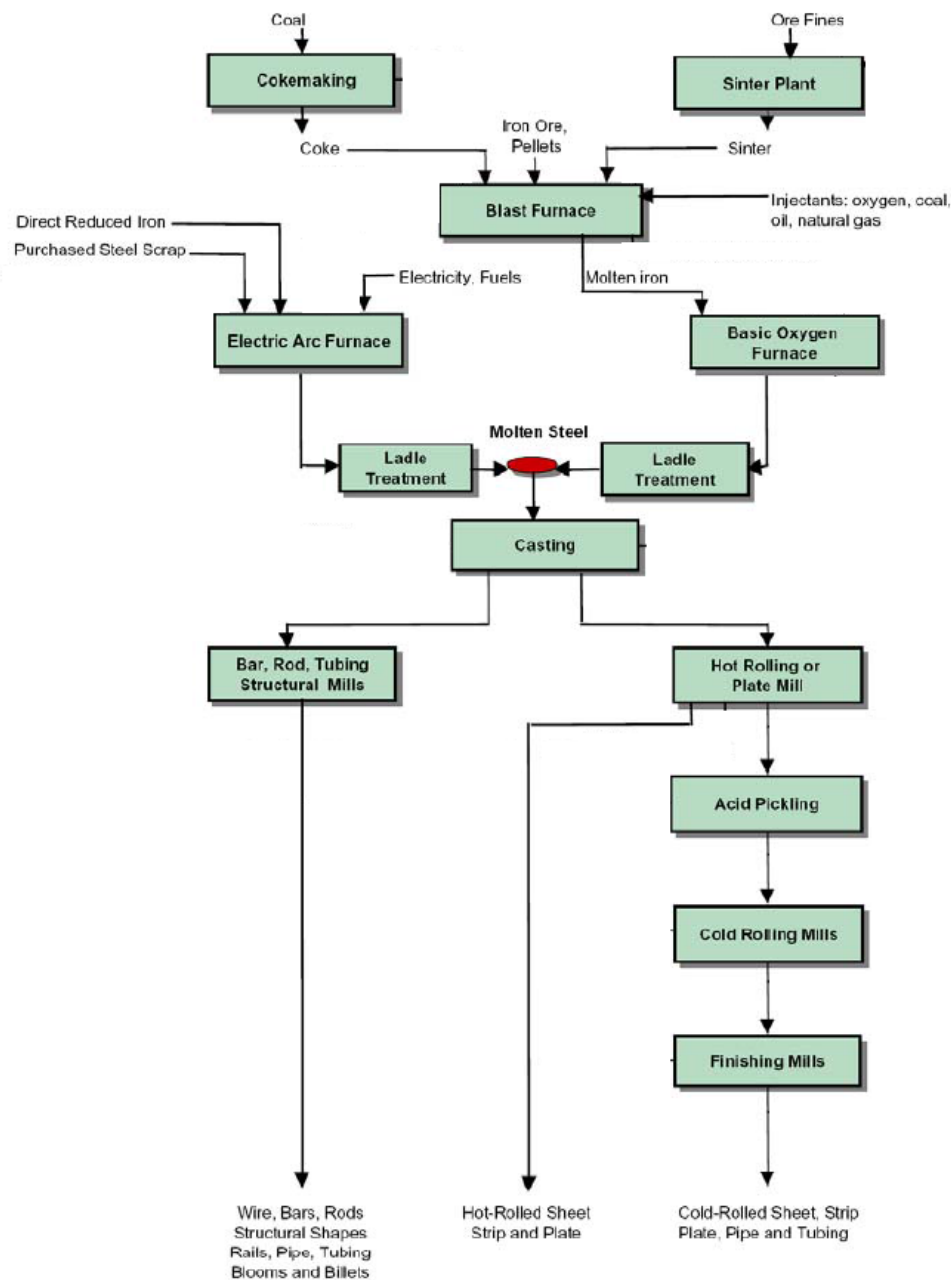 Coal
Ore Fines
Cokemaking
Sinter Plant
Iron Ore,
Pellets
Coke
Sinter
Blast Furnace
Injectants: oxygen, coal,
oil, natural gas
Direct Reduced Iron
Purchased Steel Scrap
Electricity, Fuels
Molten iron
Electric Arc Furnace
Basic Oxygen
Furnace
Molten Steel
Ladle
Treatment
Ladle
Treatment
Casting
Bar, Rod, Tubing
Structural Mills
Hot Rolling or
Plate Mill
Acid Pickling
Cold Rolling Mills
Finishing Mills
Wire, Bars, Rods
Structural Shapes
Rails, Pipe, Tubing
Blooms and Billets
Hot-Rolled Sheet
Strip and Plate
Cold-Rolled Sheet, Strip
Plate, Pipe and Tubing